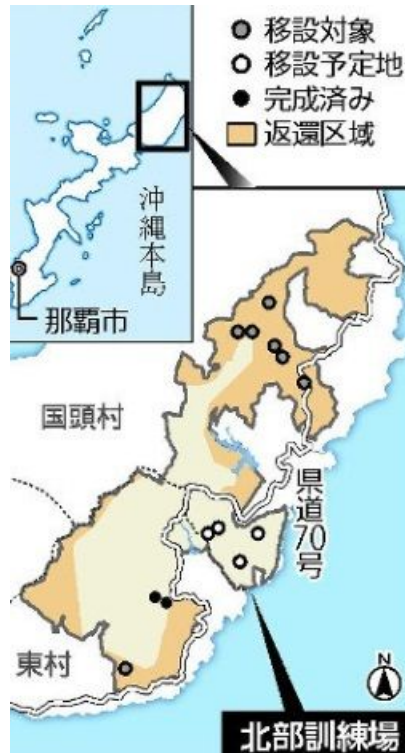 移設対象
移設予定地
完成済み
返還区域
沖縄本島
那覇市
国頭村
県道70号
東村
N
北部訓練場